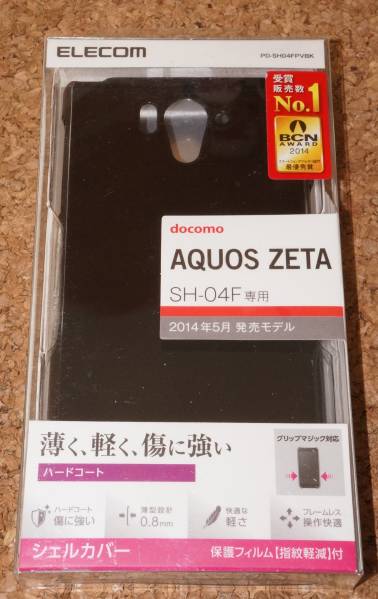 ELECOM
PD-SH04FPVBK
受賞
販売数
No.1
BCN
AWARD
2014
最優秀賞
docomo
AQUOS ZETA
SH-04F専用
2014年5月 発売モデル
薄く、軽く、傷に強い
ハードコート
グリップマジック対応
ハードコート
傷に強い
薄型設計
0.8mm
快適な
軽さ
フレームレス
操作快適
シェルカバー
保護フィルム【指紋軽減】付